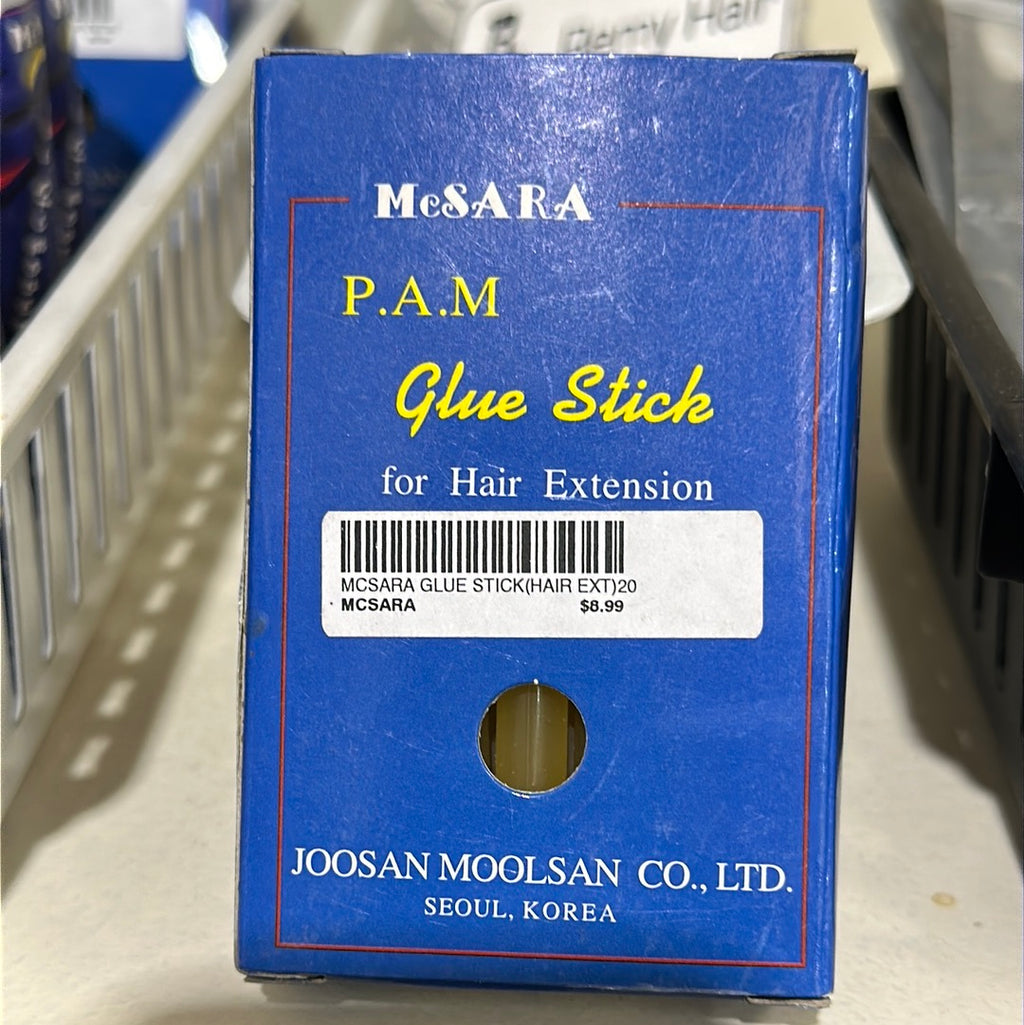 Remy Hair
McSARA
P.A.M
Glue Stick
for Hair Extension
MCSARA GLUE STICK(HAIR EXT)20
MCSARA $8.99
JOOSAN MOOLSAN CO., LTD.
SEOUL, KOREA